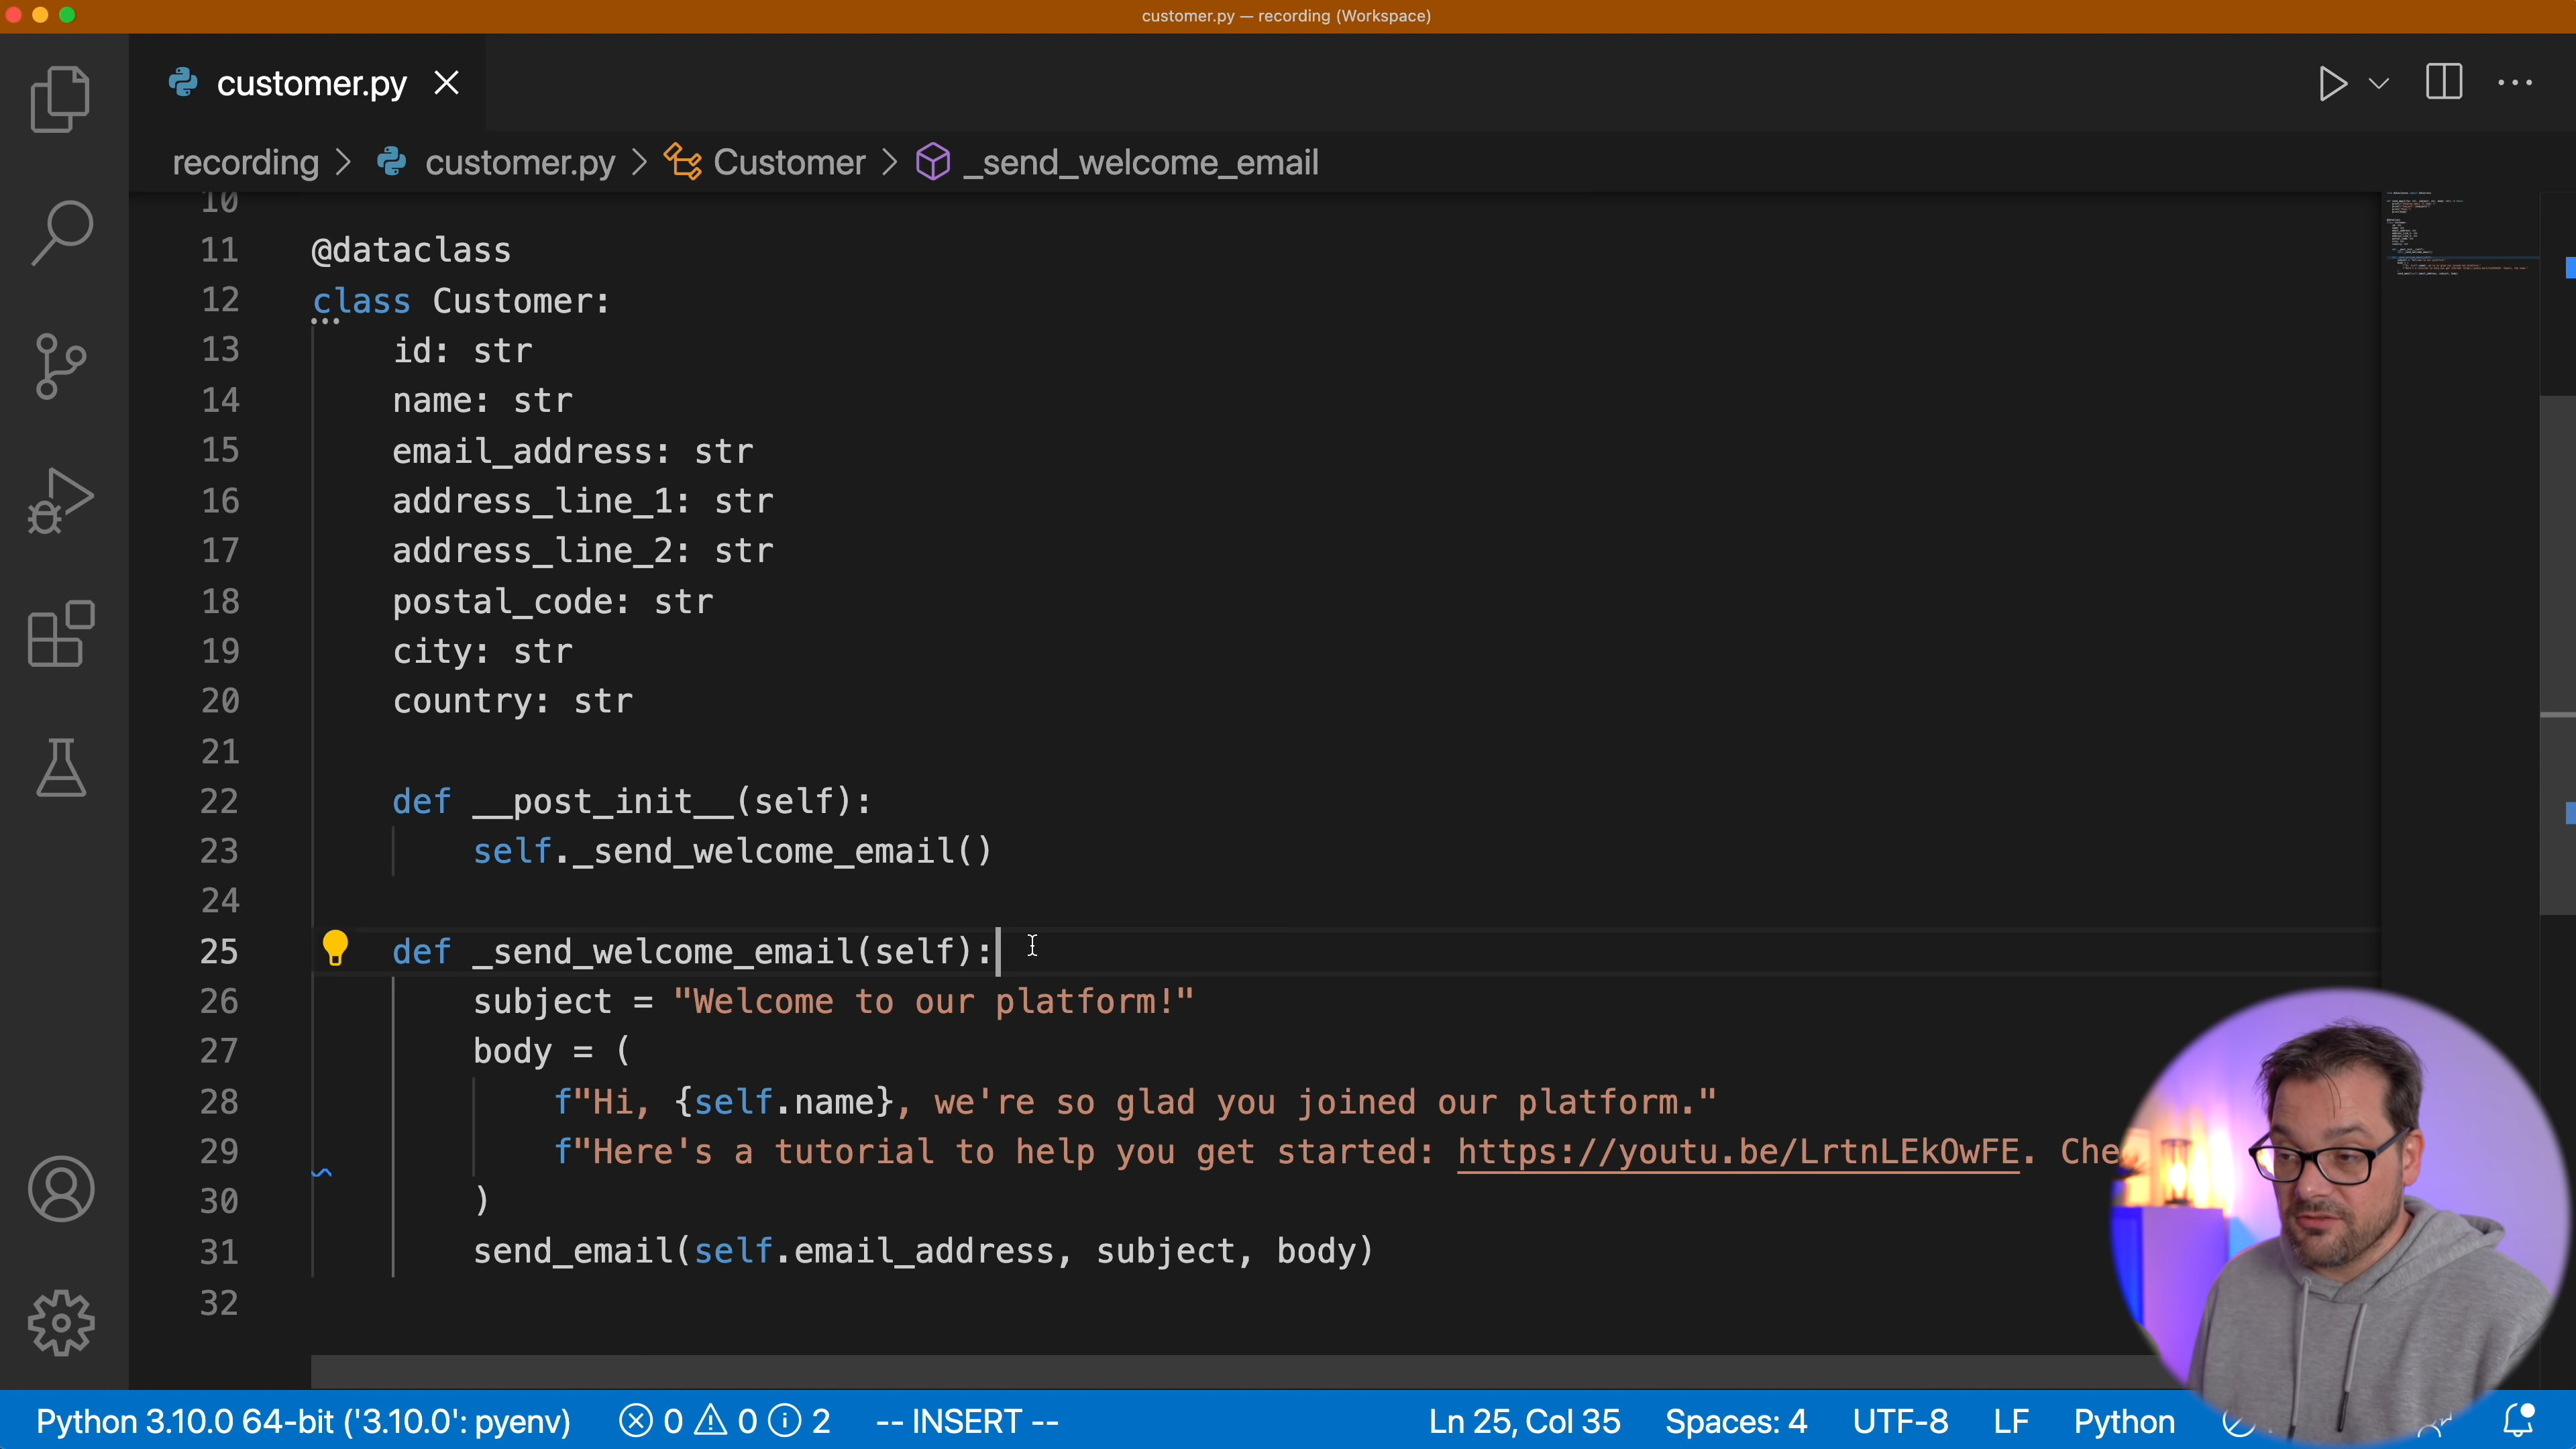 customer.py — recording (Workspace)
customer.py
recording > customer.py > Customer > _send_welcome_email
10
11 @dataclass
12 class Customer:
13 id: str
14 name: str
15 email_address: str
16 address_line_1: str
17 address_line_2: str
18 postal_code: str
19 city: str
20 country: str
21
22 def __post_init__(self):
23 self._send_welcome_email()
24
25 def _send_welcome_email(self):
26 subject = "Welcome to our platform!"
27 body = (
28 f"Hi, {self.name}, we're so glad you joined our platform."
29 f"Here's a tutorial to help you get started: https://youtu.be/LrtnLEkOwFE. Che
30 )
31 send_email(self.email_address, subject, body)
32
Python 3.10.0 64-bit ('3.10.0': pyenv) 0 0 2 -- INSERT -- Ln 25, Col 35 Spaces: 4 UTF-8 LF Python